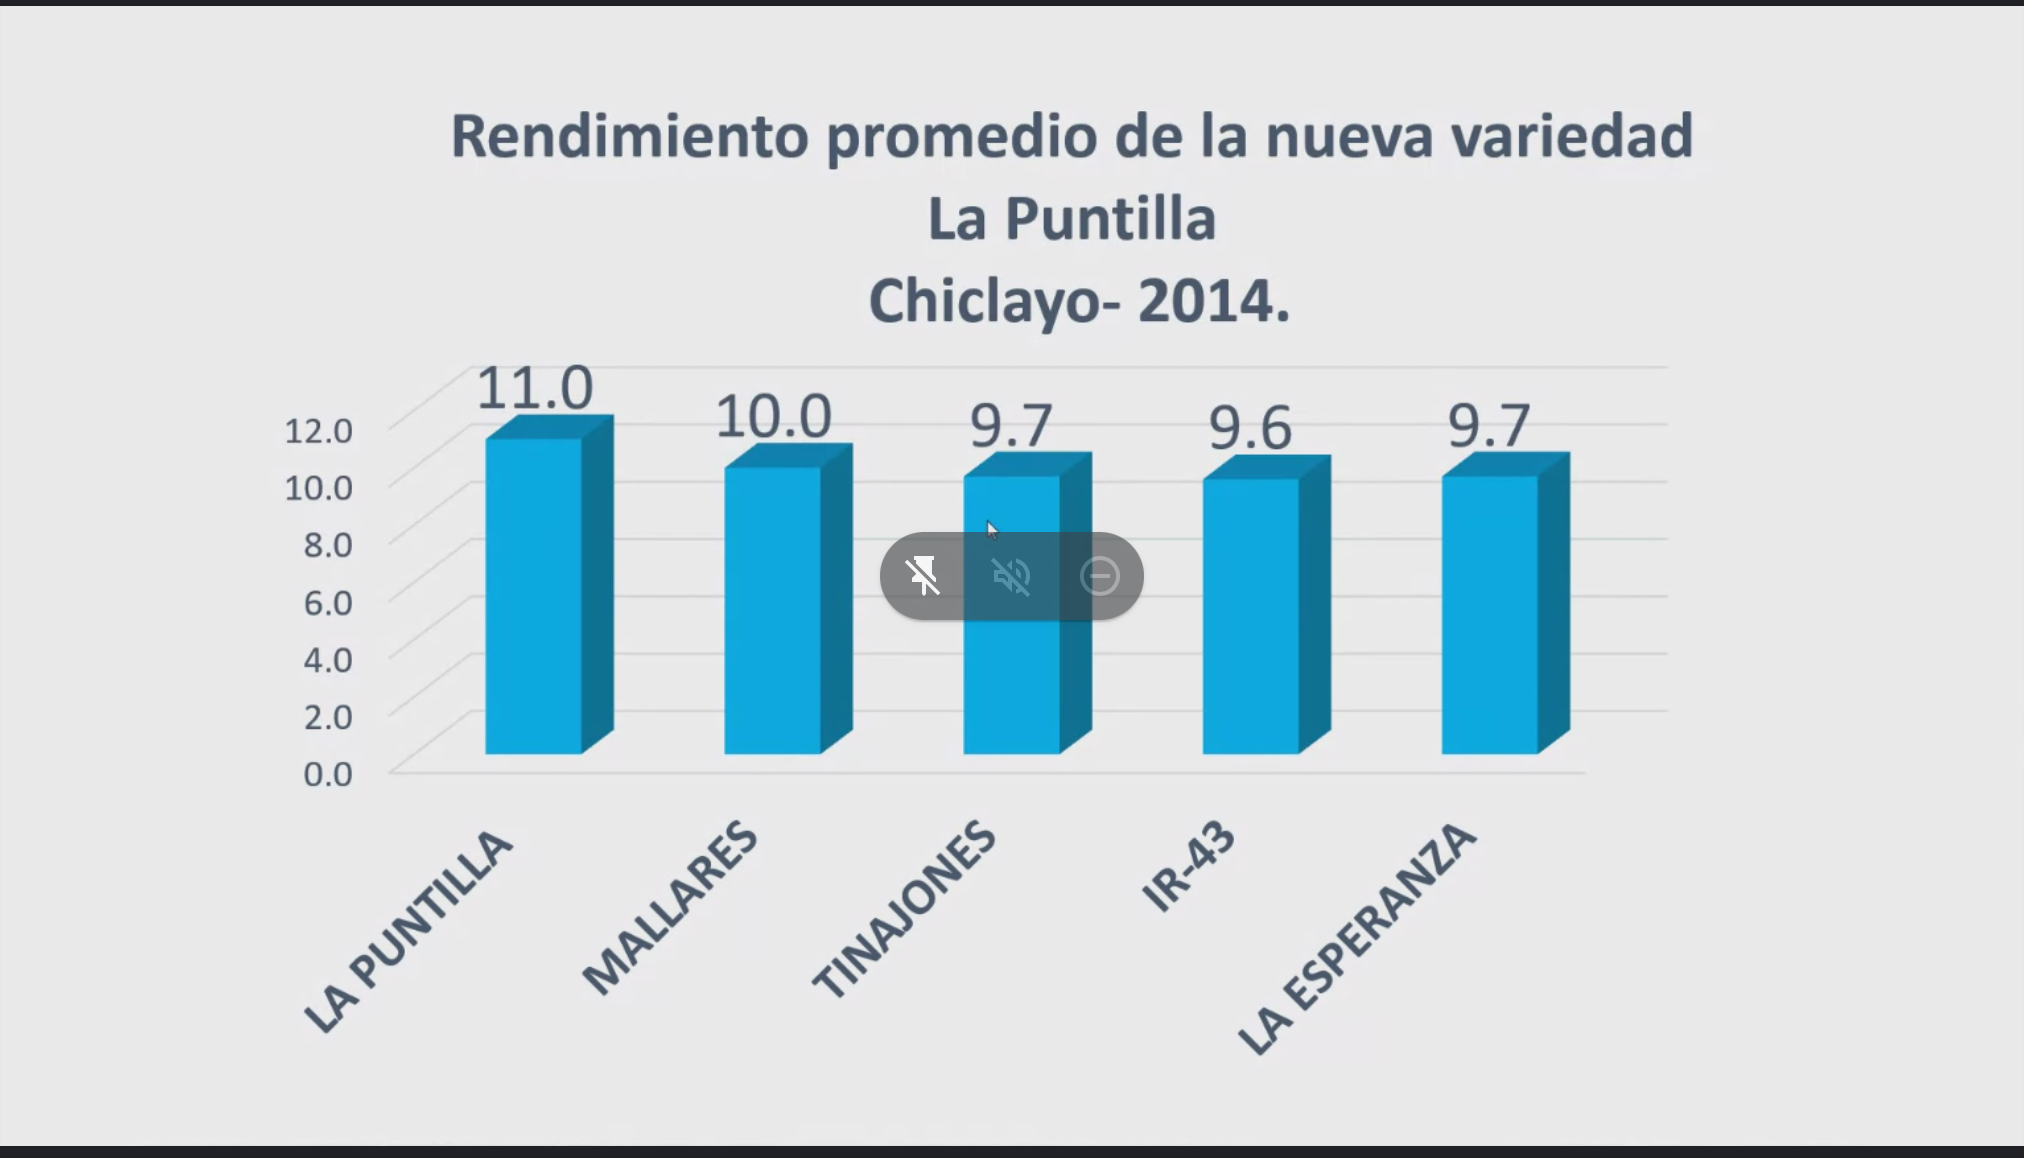 Rendimiento promedio de la nueva variedad
La Puntilla
Chiclayo- 2014.
11.0
10.0
9.7
9.6
9.7
12.0
10.0
8.0
6.0
4.0
2.0
0.0
LA PUNTILLA
MALLARES
TINAJONES
IR-43
LA ESPERANZA